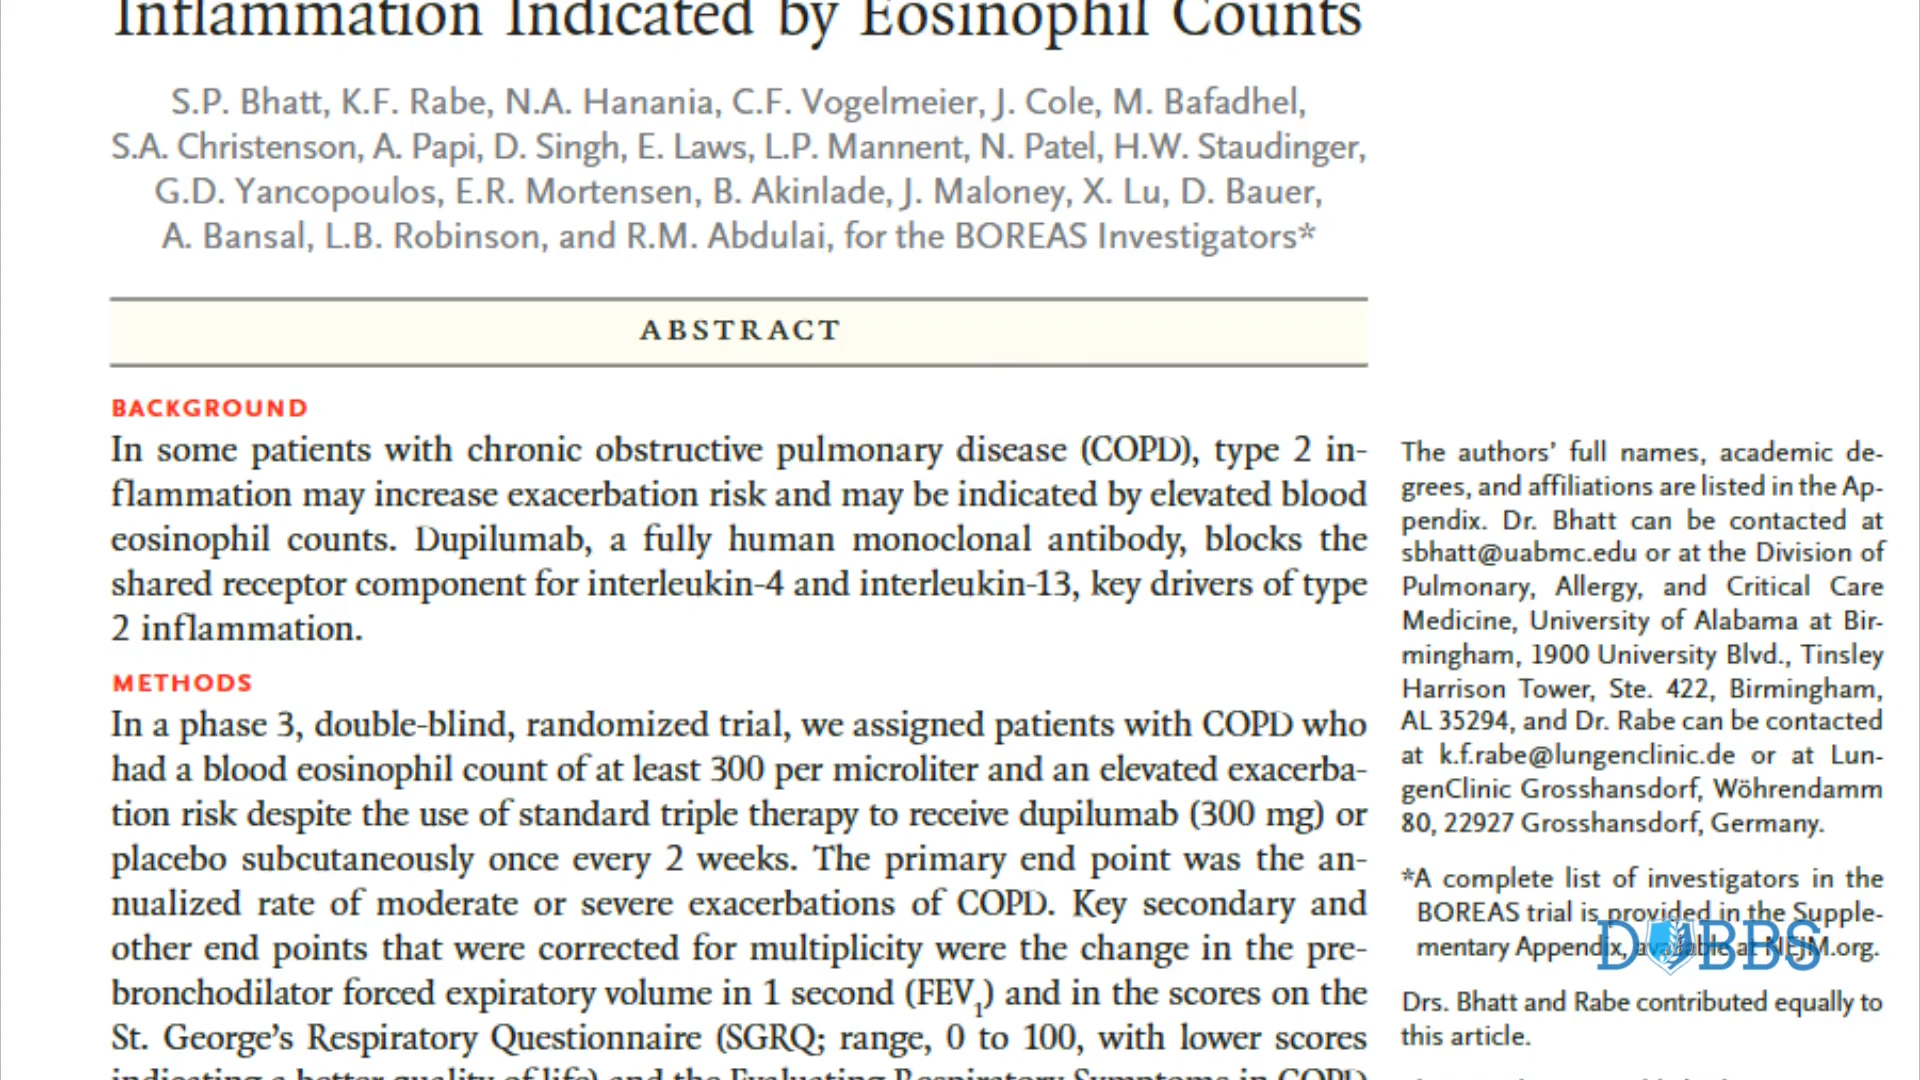 Inflammation Indicated by Eosinophil Counts
S.P. Bhatt, K.F. Rabe, N.A. Hanania, C.F. Vogelmeier, J. Cole, M. Bafadhel,
S.A. Christenson, A. Papi, D. Singh, E. Laws, L.P. Mannent, N. Patel, H.W. Staudinger,
G.D. Yancopoulos, E.R. Mortensen, B. Akinlade, J. Maloney, X. Lu, D. Bauer,
A. Bansal, L.B. Robinson, and R.M. Abdulai, for the BOREAS Investigators*
ABSTRACT
BACKGROUND
In some patients with chronic obstructive pulmonary disease (COPD), type 2 in-
flammation may increase exacerbation risk and may be indicated by elevated blood
eosinophil counts. Dupilumab, a fully human monoclonal antibody, blocks the
shared receptor component for interleukin-4 and interleukin-13, key drivers of type
2 inflammation.
METHODS
In a phase 3, double-blind, randomized trial, we assigned patients with COPD who
had a blood eosinophil count of at least 300 per microliter and an elevated exacerba-
tion risk despite the use of standard triple therapy to receive dupilumab (300 mg) or
placebo subcutaneously once every 2 weeks. The primary end point was the an-
nualized rate of moderate or severe exacerbations of COPD. Key secondary and
other end points that were corrected for multiplicity were the change in the pre-
bronchodilator forced expiratory volume in 1 second (FEV1) and in the scores on the
St. George's Respiratory Questionnaire (SGRQ; range, 0 to 100, with lower scores
indicating a better quality of life) and the Evaluating Respiratory Symptoms in COPD
The authors' full names, academic de-
grees, and affiliations are listed in the Ap-
pendix. Dr. Bhatt can be contacted at
sbhatt@uabmc.edu or at the Division of
Pulmonary, Allergy, and Critical Care
Medicine, University of Alabama at Bir-
mingham, 1900 University Blvd., Tinsley
Harrison Tower, Ste. 422, Birmingham,
AL 35294, and Dr. Rabe can be contacted
at k.f.rabe@lungenclinic.de or at Lun-
genClinic Grosshansdorf, Wöhrendamm
80, 22927 Grosshansdorf, Germany.
*A complete list of investigators in the
BOREAS trial is provided in the Supple-
mentary Appendix, available at NEJM.org.
DOBBS
Drs. Bhatt and Rabe contributed equally to
this article.